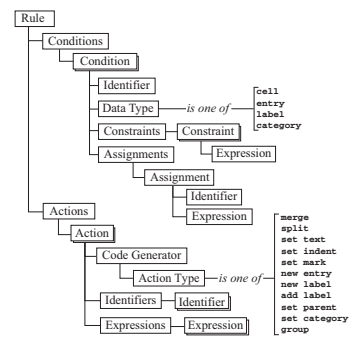 Rule
Conditions
Condition
Identifier
Data Type
is one of
cell
entry
label
category
Constraints
Constraint
Expression
Assignments
Assignment
Identifier
Expression
Actions
Action
Code Generator
Action Type
is one of
merge
split
set text
set indent
set mark
new entry
new label
add label
set parent
set category
group
Identifiers
Identifier
Expressions
Expression